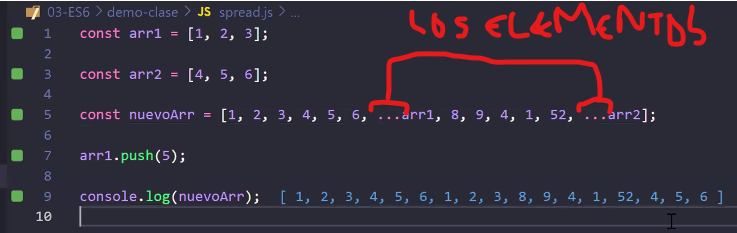 03-ES6 > demo-clase > JS spread.js > ...
LOS ELEMENTOS
1 const arr1 = [1, 2, 3];
2
3 const arr2 = [4, 5, 6];
4
5 const nuevoArr = [1, 2, 3, 4, 5, 6, ...arr1, 8, 9, 4, 1, 52, ...arr2];
6
7 arr1.push(5);
8
9 console.log(nuevoArr); [ 1, 2, 3, 4, 5, 6, 1, 2, 3, 8, 9, 4, 1, 52, 4, 5, 6 ]
10